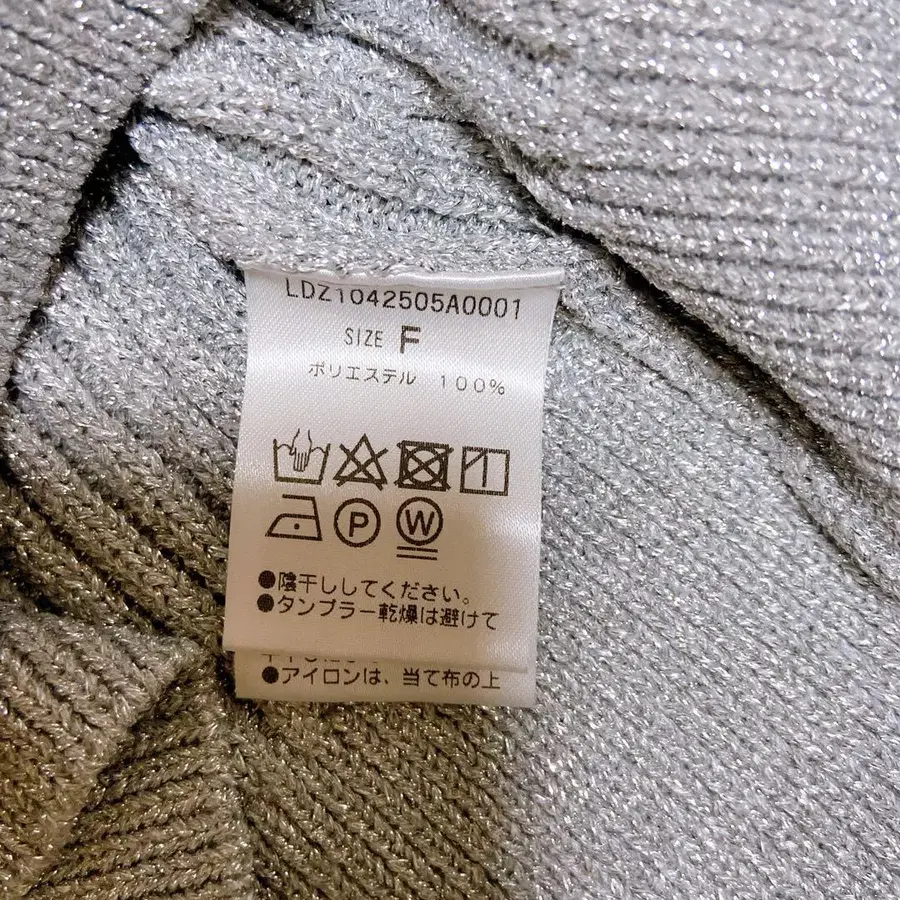 LDZ1042505A0001
SIZE F
ポリエステル 100%
P W
●陰干ししてください。
●タンブラー乾燥は避けて
●アイロンは、当て布の上